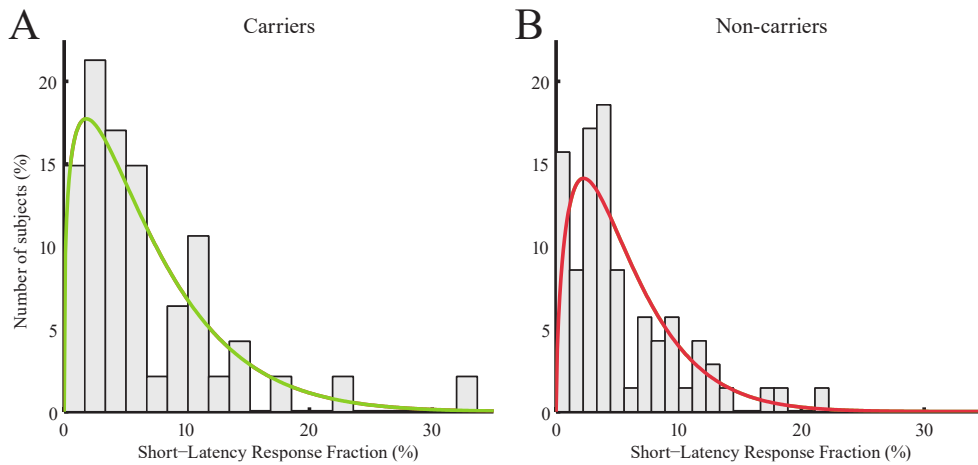 A
Carriers
Number of subjects (%)
20
15
10
5
0
0 10 20 30
Short−Latency Response Fraction (%)
B
Non-carriers
20
15
10
5
0
0 10 20 30
Short−Latency Response Fraction (%)